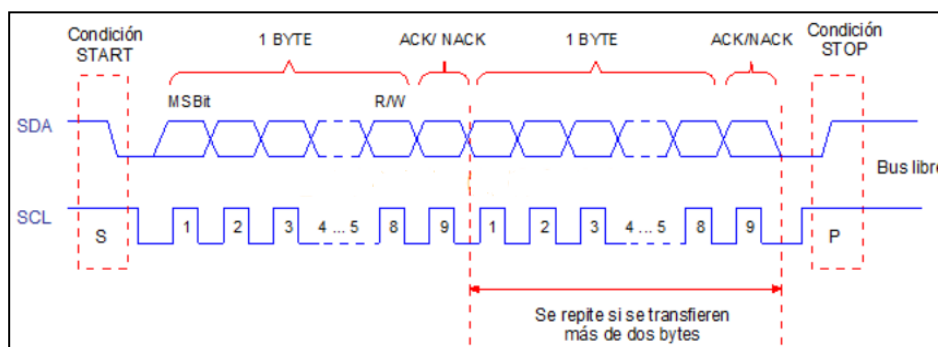 Condición
START
1 BYTE
ACK/ NACK
1 BYTE
ACK/NACK
Condición
STOP
MSBit
R/W
SDA
Bus libre
SCL
S
1
2
3
4 ... 5
8
9
1
2
3
4 ... 5
8
9
P
Se repite si se transfieren
más de dos bytes